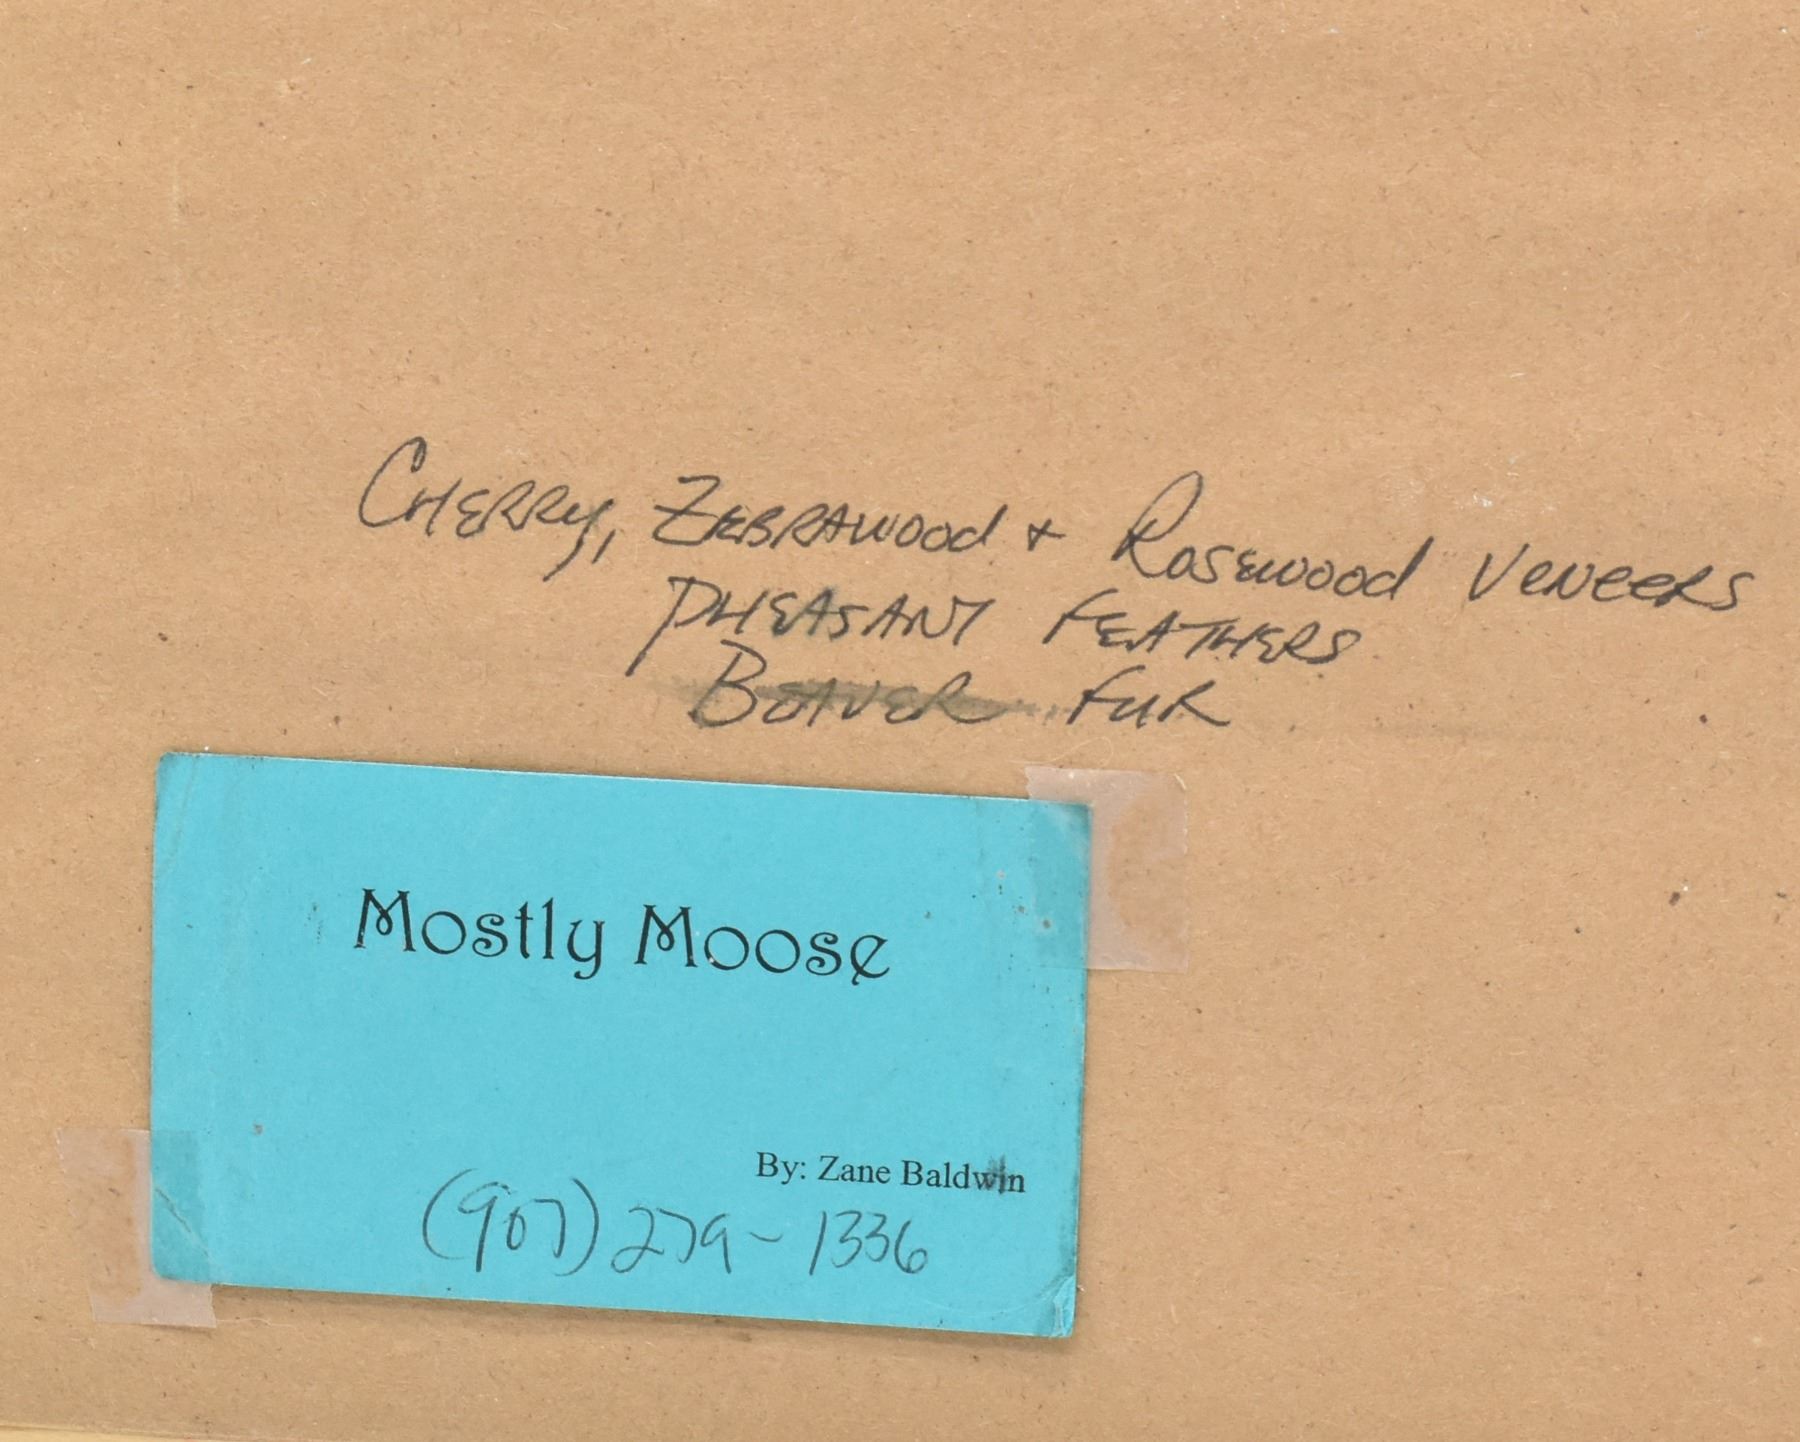 Cherry, Zebrawood + Rosewood Veneers
Pheasant Feathers
Beaver Fur
Mostly Moose
By: Zane Baldwin
(907) 279-1336